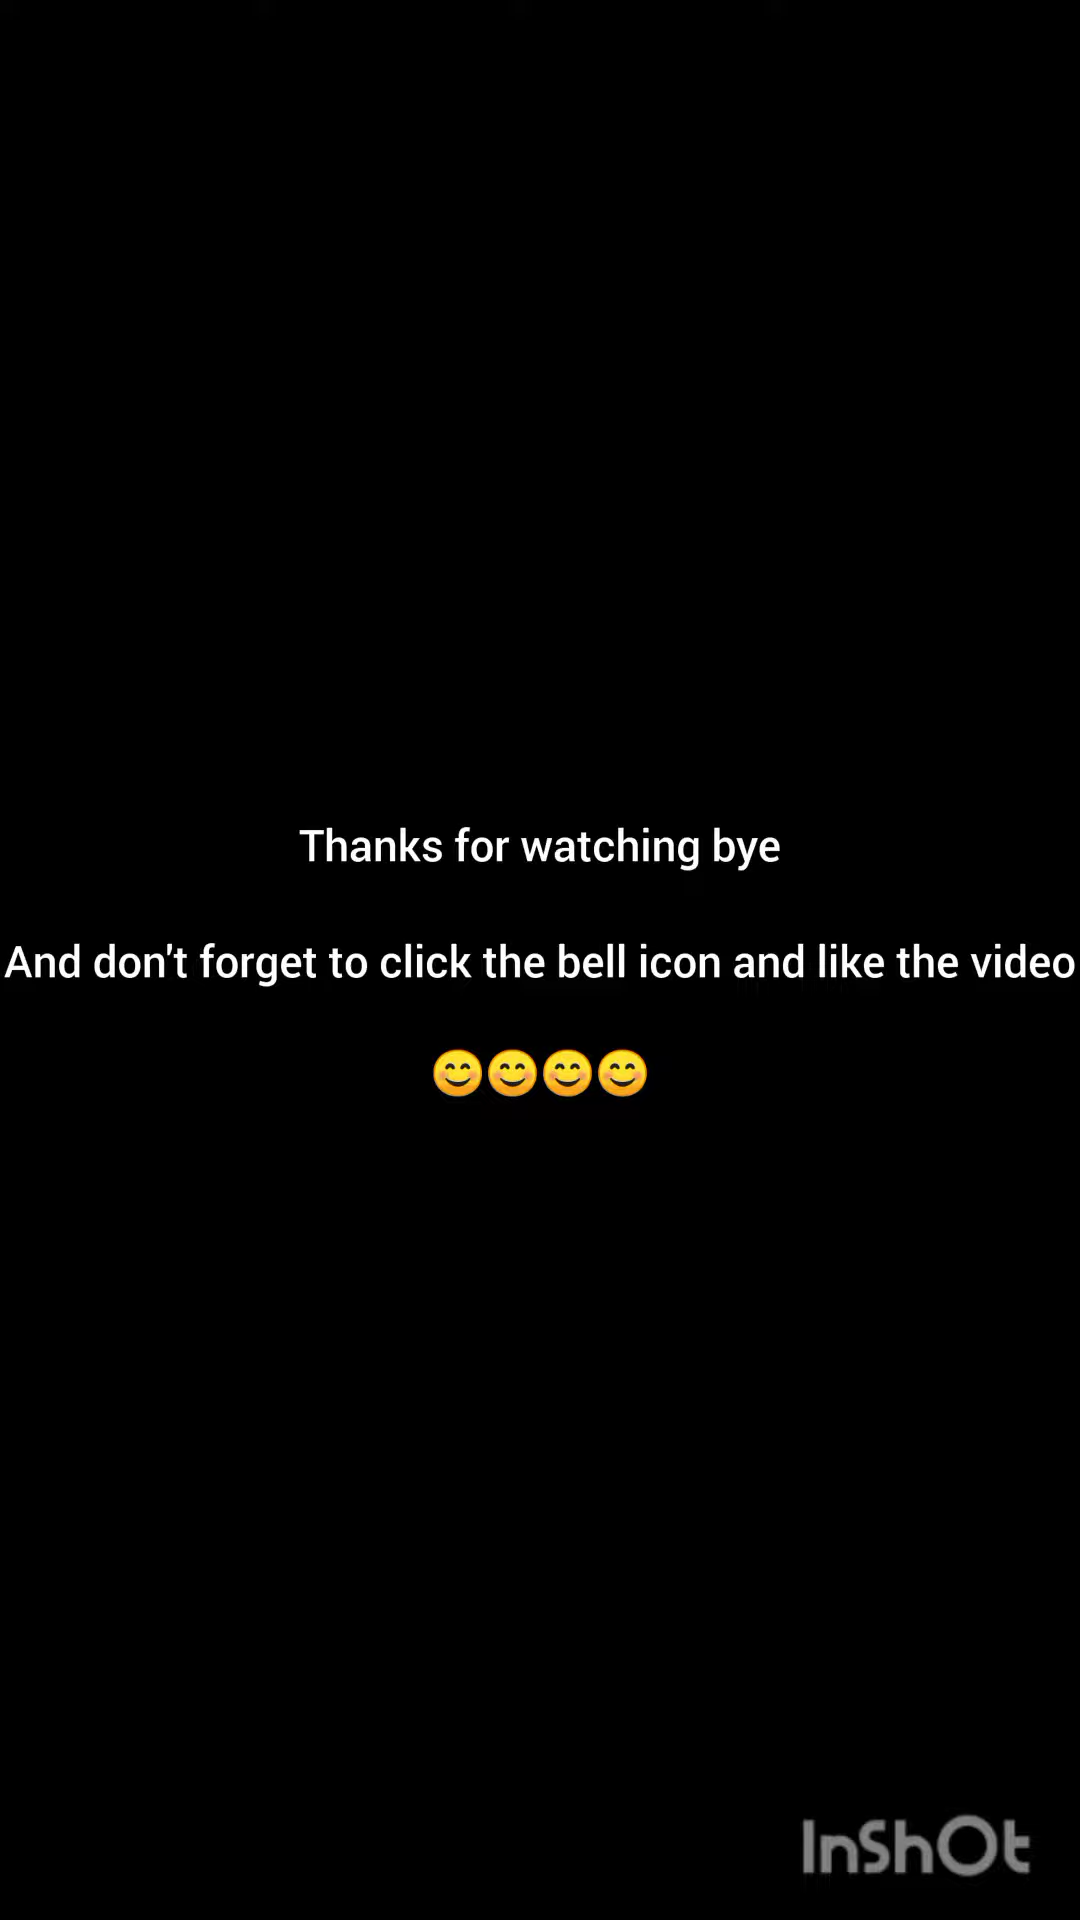 Thanks for watching bye
And don't forget to click the bell icon and like the video
😊😊😊😊
InShOt